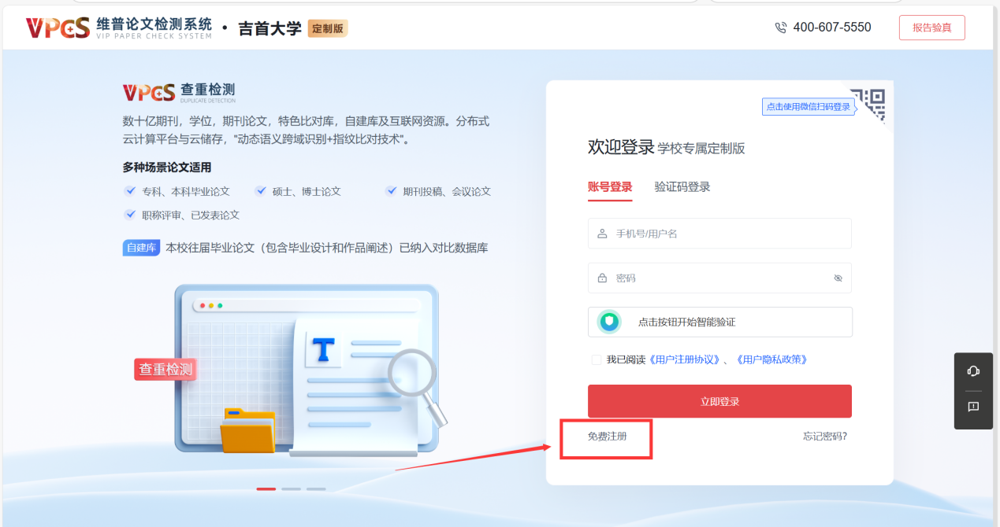 VPCS 维普论文检测系统 • 吉首大学 定制版
VIP PAPER CHECK SYSTEM
400-607-5550
报告验真
VPCS 查重检测
DUPLICATE DETECTION
数十亿期刊，学位，期刊论文，特色比对库，自建库及互联网资源。分布式
云计算平台与云储存，"动态语义跨域识别+指纹比对技术"。
多种场景论文适用
专科、本科毕业论文
硕士、博士论文
期刊投稿、会议论文
职称评审、已发表论文
自建库 本校往届毕业论文（包含毕业设计和作品阐述）已纳入对比数据库
T
查重检测
点击使用微信扫码登录
欢迎登录 学校专属定制版
账号登录 验证码登录
手机号/用户名
密码
点击按钮开始智能验证
我已阅读《用户注册协议》、《用户隐私政策》
立即登录
免费注册
忘记密码?